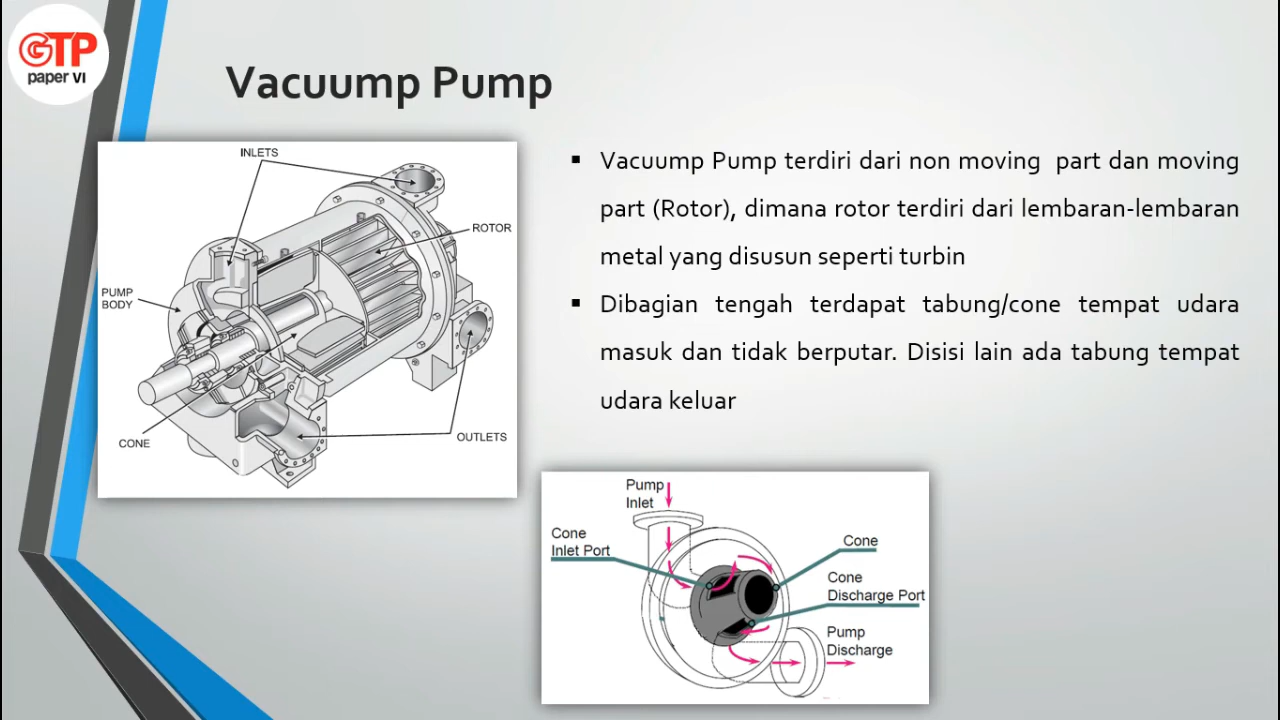 GTP
paper VI
Vacuump Pump
INLETS
ROTOR
PUMP
BODY
CONE
OUTLETS
▪ Vacuump Pump terdiri dari non moving part dan moving
part (Rotor), dimana rotor terdiri dari lembaran-lembaran
metal yang disusun seperti turbin
▪ Dibagian tengah terdapat tabung/cone tempat udara
masuk dan tidak berputar. Disisi lain ada tabung tempat
udara keluar
Pump
Inlet
Cone
Inlet Port
Cone
Cone
Discharge Port
Pump
Discharge